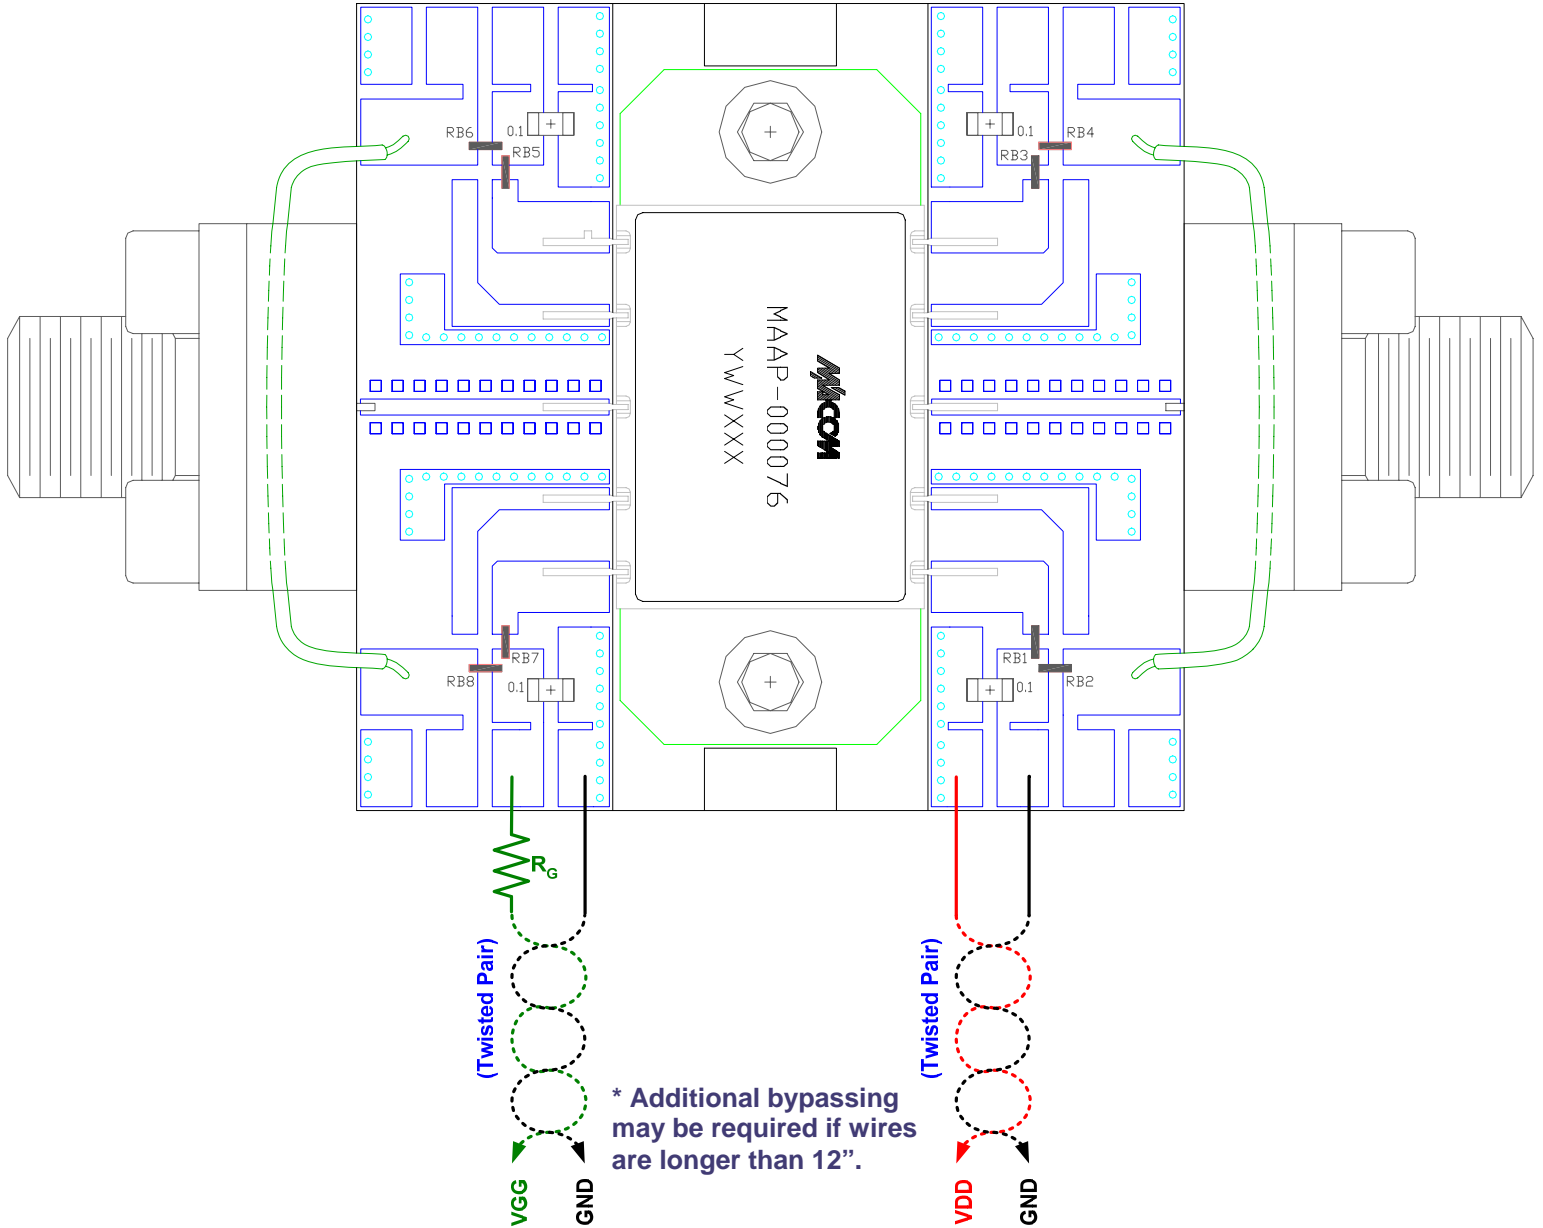 RB6
0.1
RB5
0.1
RB4
RB3
MACOM
MAAP-000076
YWWXXX
RB7
RB8
0.1
RB1
0.1
RB2
RG
(Twisted Pair)
(Twisted Pair)
* Additional bypassing
may be required if wires
are longer than 12”.
VGG
GND
VDD
GND